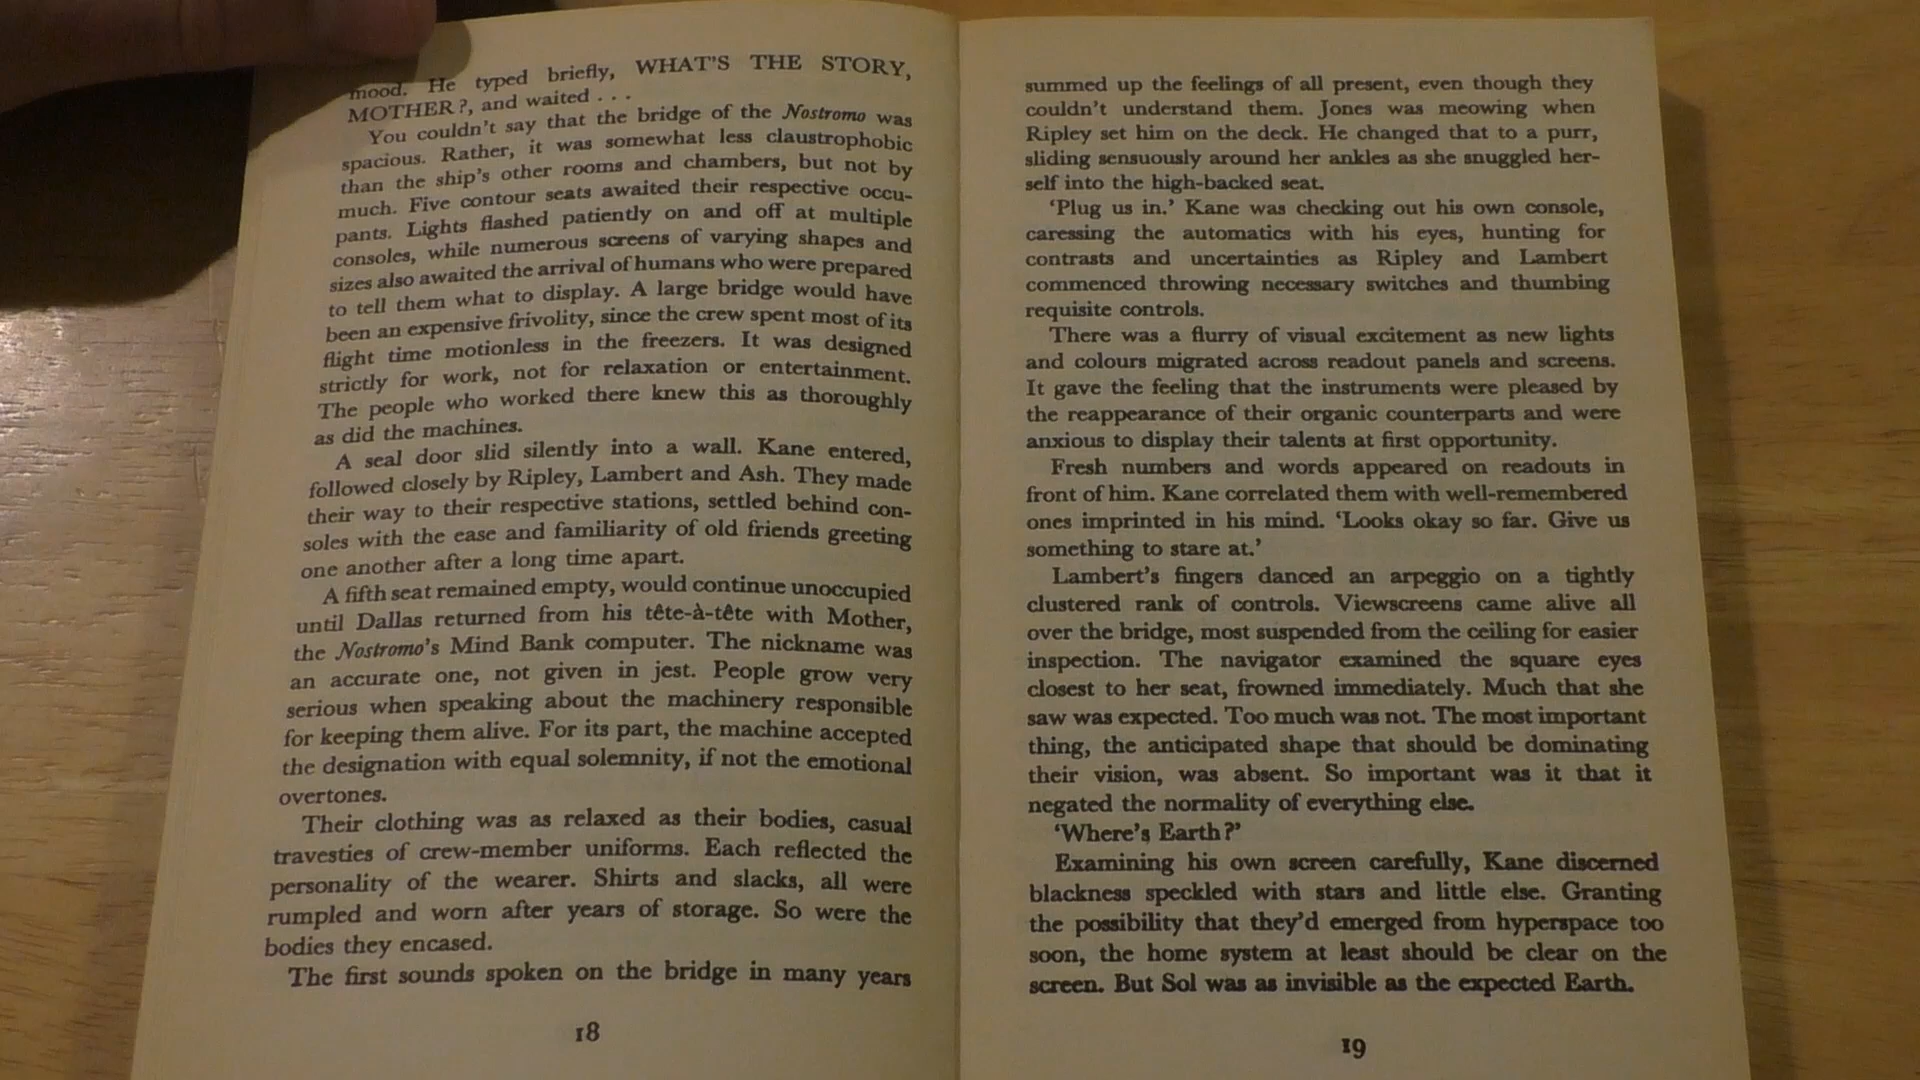 mood. He typed briefly, WHAT'S THE STORY,
MOTHER?, and waited . . .
You couldn't say that the bridge of the Nostromo was
spacious. Rather, it was somewhat less claustrophobic
than the ship's other rooms and chambers, but not by
much. Five contour seats awaited their respective occu-
pants. Lights flashed patiently on and off at multiple
consoles, while numerous screens of varying shapes and
sizes also awaited the arrival of humans who were prepared
to tell them what to display. A large bridge would have
been an expensive frivolity, since the crew spent most of its
flight time motionless in the freezers. It was designed
strictly for work, not for relaxation or entertainment.
The people who worked there knew this as thoroughly
as did the machines.
A seal door slid silently into a wall. Kane entered,
followed closely by Ripley, Lambert and Ash. They made
their way to their respective stations, settled behind con-
soles with the ease and familiarity of old friends greeting
one another after a long time apart.
A fifth seat remained empty, would continue unoccupied
until Dallas returned from his tête-à-tête with Mother,
the Nostromo's Mind Bank computer. The nickname was
an accurate one, not given in jest. People grow very
serious when speaking about the machinery responsible
for keeping them alive. For its part, the machine accepted
the designation with equal solemnity, if not the emotional
overtones.
Their clothing was as relaxed as their bodies, casual
travesties of crew-member uniforms. Each reflected the
personality of the wearer. Shirts and slacks, all were
rumpled and worn after years of storage. So were the
bodies they encased.
The first sounds spoken on the bridge in many years
18
summed up the feelings of all present, even though they
couldn't understand them. Jones was meowing when
Ripley set him on the deck. He changed that to a purr,
sliding sensuously around her ankles as she snuggled her-
self into the high-backed seat.
'Plug us in.' Kane was checking out his own console,
caressing the automatics with his eyes, hunting for
contrasts and uncertainties as Ripley and Lambert
commenced throwing necessary switches and thumbing
requisite controls.
There was a flurry of visual excitement as new lights
and colours migrated across readout panels and screens.
It gave the feeling that the instruments were pleased by
the reappearance of their organic counterparts and were
anxious to display their talents at first opportunity.
Fresh numbers and words appeared on readouts in
front of him. Kane correlated them with well-remembered
ones imprinted in his mind. 'Looks okay so far. Give us
something to stare at.'
Lambert's fingers danced an arpeggio on a tightly
clustered rank of controls. Viewscreens came alive all
over the bridge, most suspended from the ceiling for easier
inspection. The navigator examined the square eyes
closest to her seat, frowned immediately. Much that she
saw was expected. Too much was not. The most important
thing, the anticipated shape that should be dominating
their vision, was absent. So important was it that it
negated the normality of everything else.
'Where's Earth?'
Examining his own screen carefully, Kane discerned
blackness speckled with stars and little else. Granting
the possibility that they'd emerged from hyperspace too
soon, the home system at least should be clear on the
screen. But Sol was as invisible as the expected Earth.
19